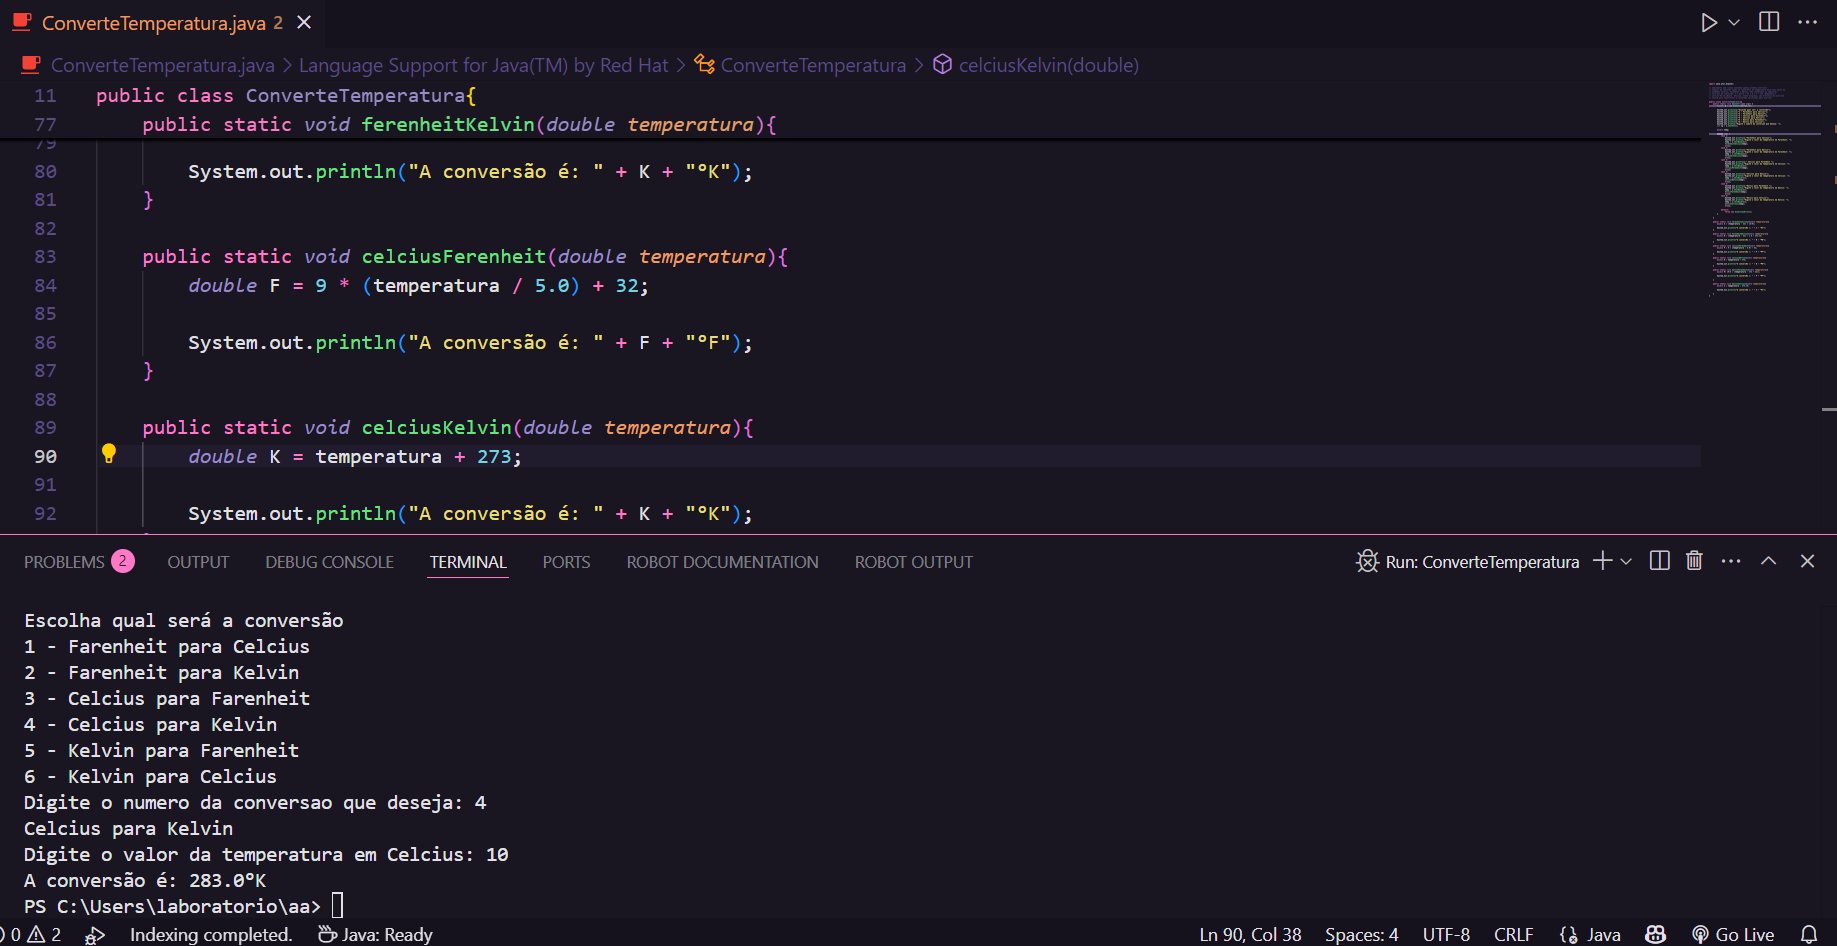 ConverteTemperatura.java 2
ConverteTemperatura.java > Language Support for Java(TM) by Red Hat > ConverteTemperatura > celciusKelvin(double)
11 public class ConverteTemperatura{
77 public static void ferenheitKelvin(double temperatura){
79
80 System.out.println("A conversão é: " + K + "°K");
81 }
82
83 public static void celciusFerenheit(double temperatura){
84 double F = 9 * (temperatura / 5.0) + 32;
85
86 System.out.println("A conversão é: " + F + "°F");
87 }
88
89 public static void celciusKelvin(double temperatura){
90 double K = temperatura + 273;
91
92 System.out.println("A conversão é: " + K + "°K");
PROBLEMS 2 OUTPUT DEBUG CONSOLE TERMINAL PORTS ROBOT DOCUMENTATION ROBOT OUTPUT Run: ConverteTemperatura
Escolha qual será a conversão
1 - Farenheit para Celcius
2 - Farenheit para Kelvin
3 - Celcius para Farenheit
4 - Celcius para Kelvin
5 - Kelvin para Farenheit
6 - Kelvin para Celcius
Digite o numero da conversao que deseja: 4
Celcius para Kelvin
Digite o valor da temperatura em Celcius: 10
A conversão é: 283.0°K
PS C:\Users\laboratorio\aa>
0 2 Indexing completed. Java: Ready Ln 90, Col 38 Spaces: 4 UTF-8 CRLF Java Go Live